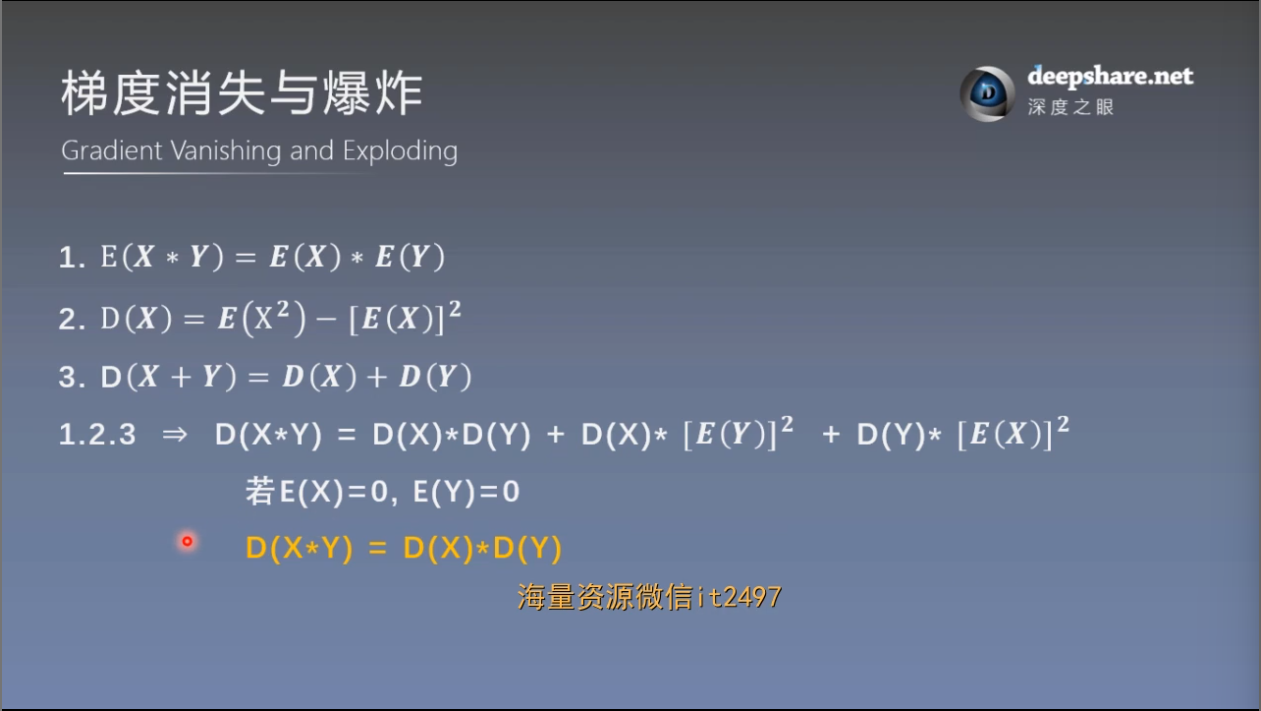 梯度消失与爆炸
Gradient Vanishing and Exploding
deepshare.net
深度之眼
1. E(X * Y) = E(X) * E(Y)
2. D(X) = E(X²) − [E(X)]²
3. D(X + Y) = D(X) + D(Y)
1.2.3 ⇒ D(X*Y) = D(X)*D(Y) + D(X)* [E(Y)]² + D(Y)* [E(X)]²
若E(X)=0, E(Y)=0
D(X*Y) = D(X)*D(Y)
海量资源微信it2497